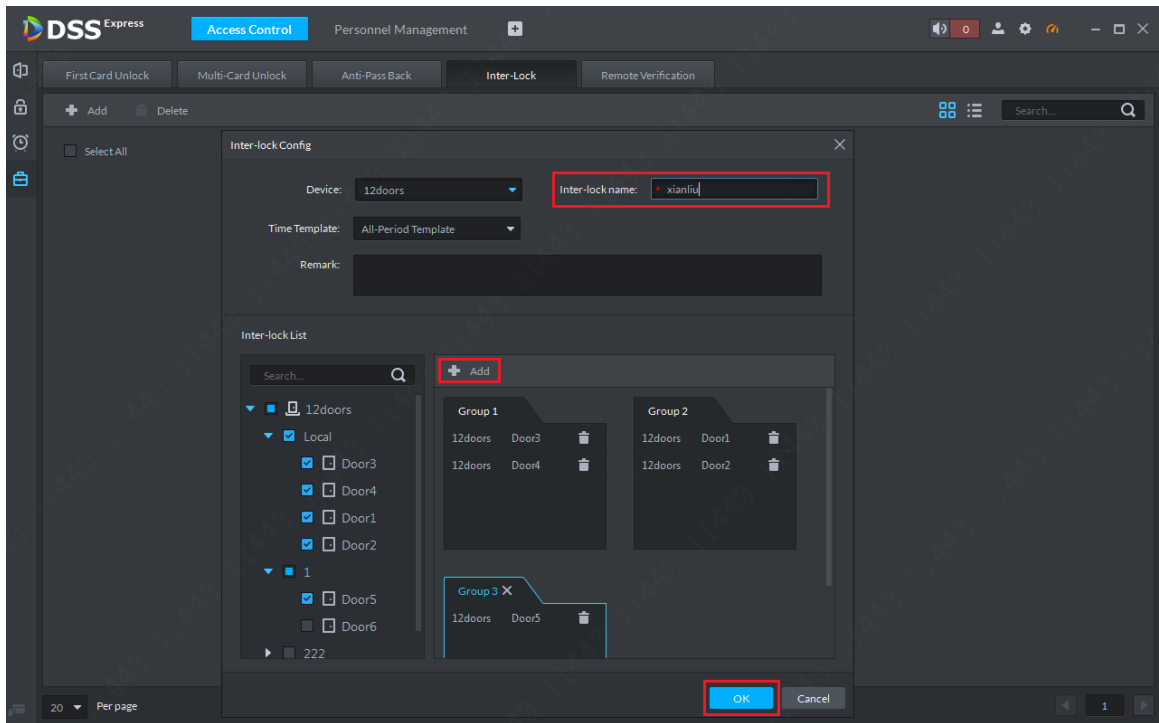 DSS Express Access Control Personnel Management 0
First Card Unlock Multi-Card Unlock Anti-Pass Back Inter-Lock Remote Verification
Add Delete Search...
Select All
Inter-lock Config
Device: 12doors Inter-lock name: * xianliu
Time Template: All-Period Template
Remark:
Inter-lock List
Search... Add
12doors Group 1 Group 2
Local 12doors Door3 12doors Door1
Door3 12doors Door4 12doors Door2
Door4
Door1
Door2
1
Door5 Group 3
Door6 12doors Door5
222
OK Cancel
20 Per page 1
11443